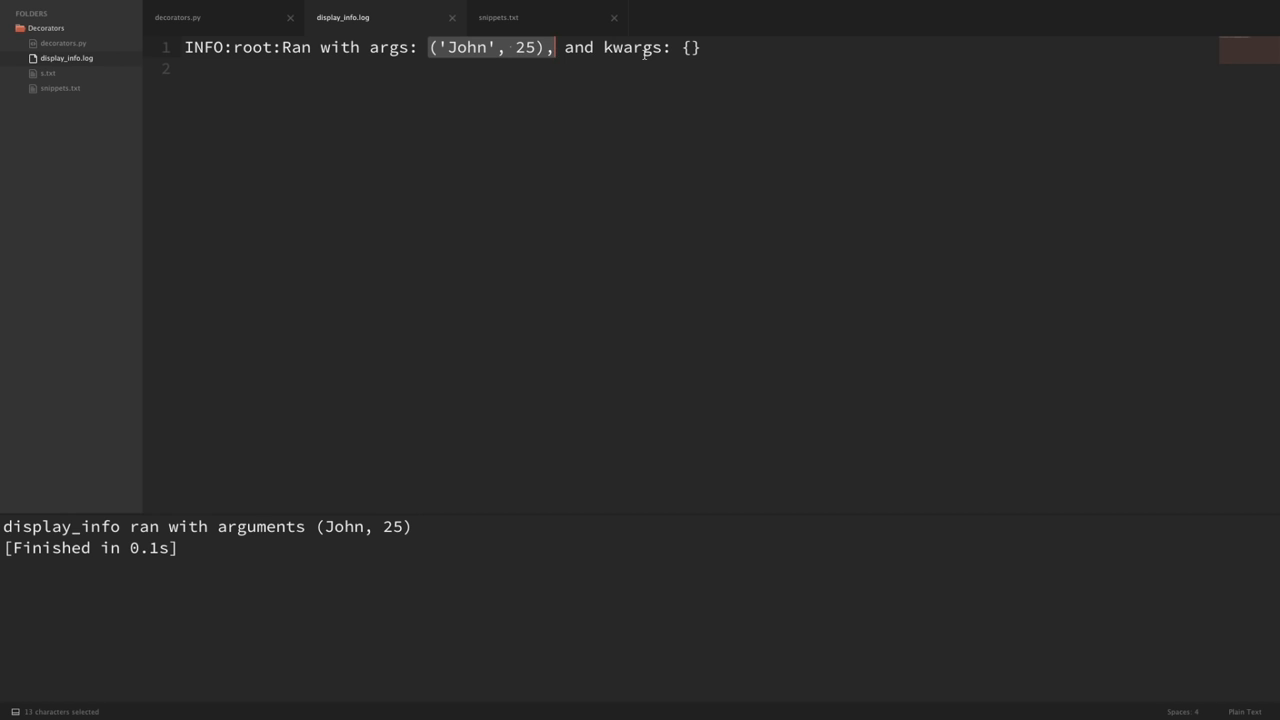 FOLDERS
Decorators
decorators.py
display_info.log
s.txt
snippets.txt
decorators.py
display_info.log
snippets.txt
1 INFO:root:Ran with args: ('John', 25), and kwargs: {}
2
display_info ran with arguments (John, 25)
[Finished in 0.1s]
13 characters selected
Spaces: 4
Plain Text